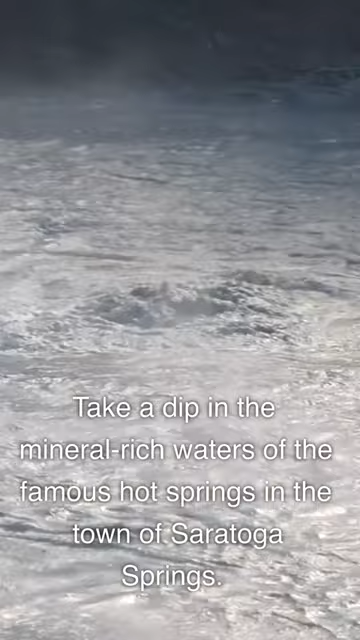 Take a dip in the
mineral-rich waters of the
famous hot springs in the
town of Saratoga
Springs.